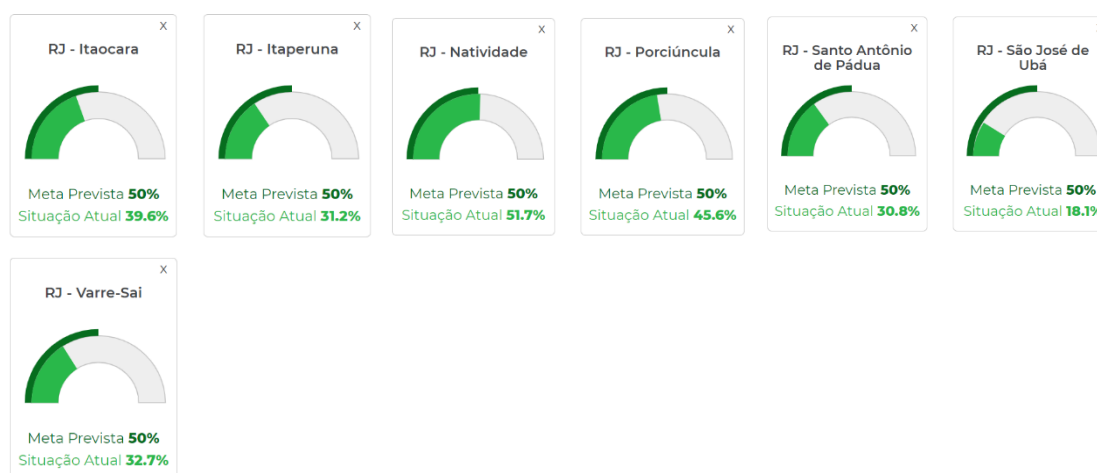 X
RJ - Itaocara
Meta Prevista 50%
Situação Atual 39.6%
X
RJ - Itaperuna
Meta Prevista 50%
Situação Atual 31.2%
X
RJ - Natividade
Meta Prevista 50%
Situação Atual 51.7%
X
RJ - Porciúncula
Meta Prevista 50%
Situação Atual 45.6%
X
RJ - Santo Antônio
de Pádua
Meta Prevista 50%
Situação Atual 30.8%
RJ - São José de
Ubá
Meta Prevista 50%
Situação Atual 18.1%
X
RJ - Varre-Sai
Meta Prevista 50%
Situação Atual 32.7%